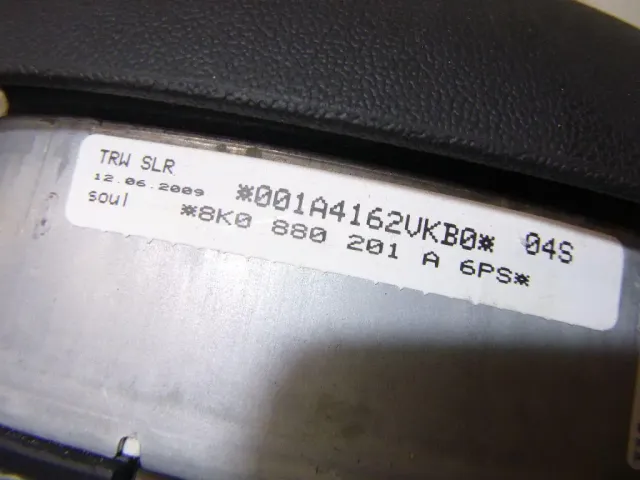 TRW SLR
12.06.2009
soul
*001A4162VKB0* 04S
*8K0 880 201 A 6PS*